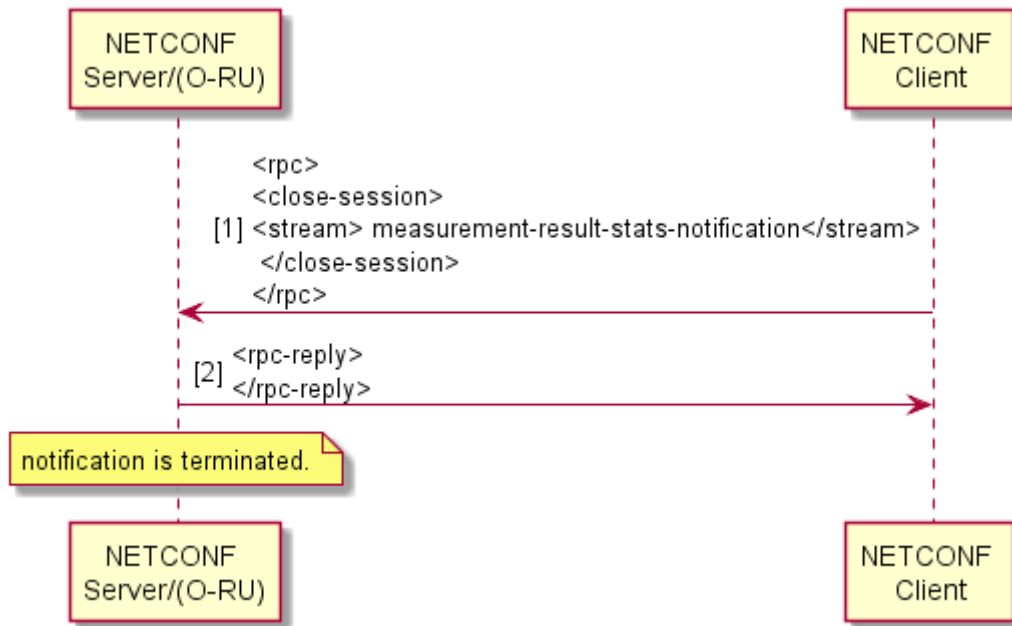 NETCONF
Server/(O-RU)
NETCONF
Client
<rpc>
<close-session>
[1] <stream> measurement-result-stats-notification</stream>
</close-session>
</rpc>
[2] <rpc-reply>
</rpc-reply>
notification is terminated.
NETCONF
Server/(O-RU)
NETCONF
Client